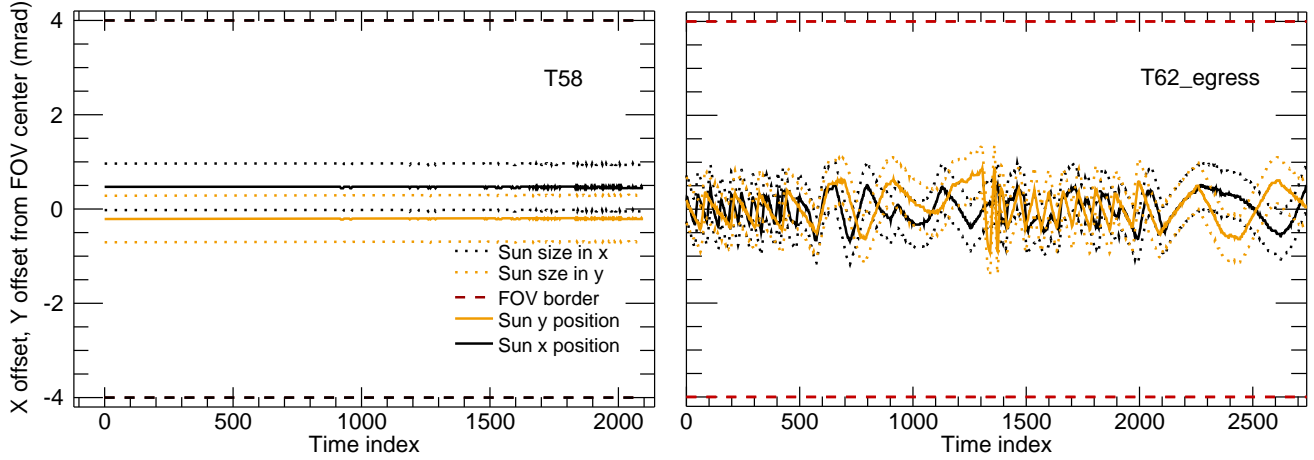 X offset, Y offset from FOV center (mrad)
4
2
0
-2
-4
T58
Sun size in x
Sun sze in y
FOV border
Sun y position
Sun x position
0
500
1000
1500
2000
Time index
T62_egress
500
1000
1500
2000
2500
0
Time index